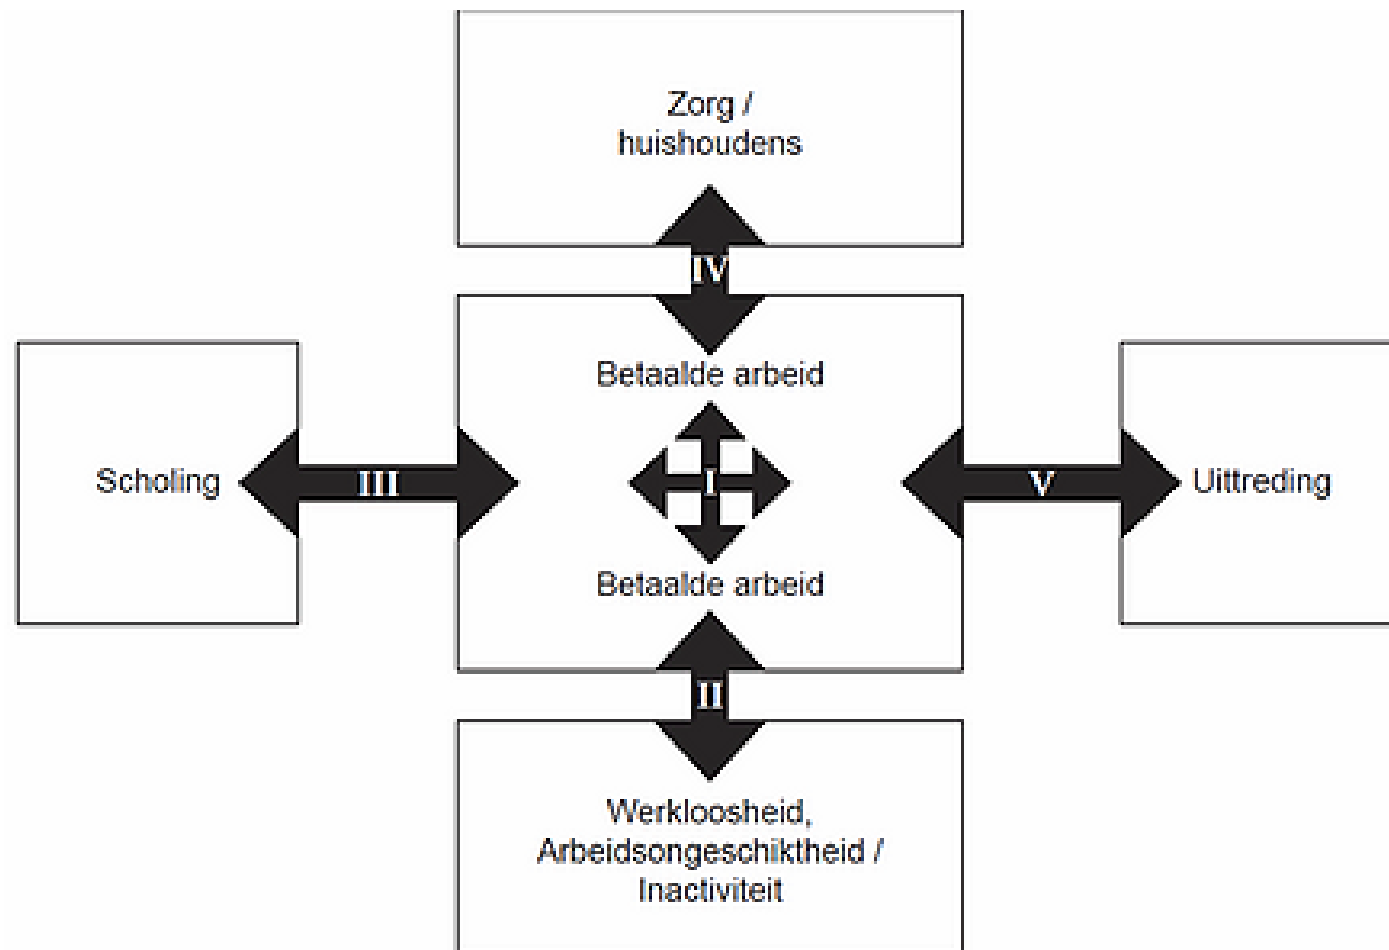 Zorg /
huishoudens
IV
Betaalde arbeid
Scholing
III
I
V
Uittreding
Betaalde arbeid
II
Werkloosheid,
Arbeidsongeschiktheid /
Inactiviteit